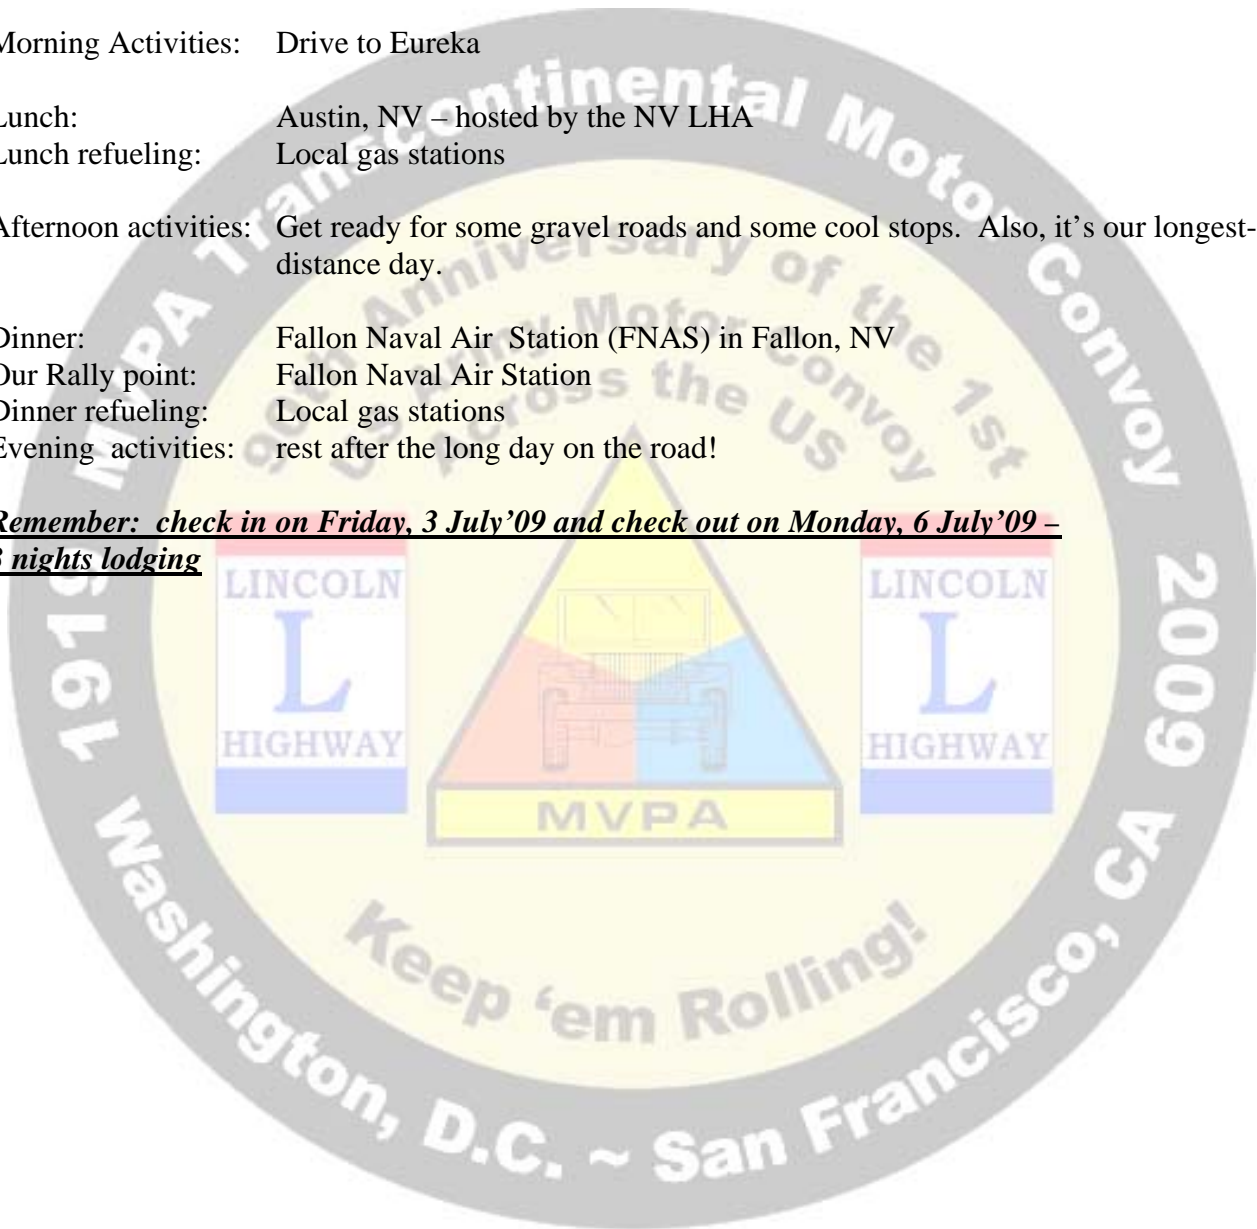 Morning Activities: Drive to Eureka
Lunch: Austin, NV – hosted by the NV LHA
Lunch refueling: Local gas stations
Afternoon activities: Get ready for some gravel roads and some cool stops. Also, it's our longest-
distance day.
Dinner: Fallon Naval Air Station (FNAS) in Fallon, NV
Our Rally point: Fallon Naval Air Station
Dinner refueling: Local gas stations
Evening activities: rest after the long day on the road!
Remember: check in on Friday, 3 July'09 and check out on Monday, 6 July'09 –
3 nights lodging
1919 MVPA Transcontinental Motor Convoy 2009
90th Anniversary of the 1st
US Army Motor Convoy
Across the US
LINCOLN
L
HIGHWAY
LINCOLN
L
HIGHWAY
MVPA
Keep 'em Rolling!
Washington, D.C. ~ San Francisco, CA